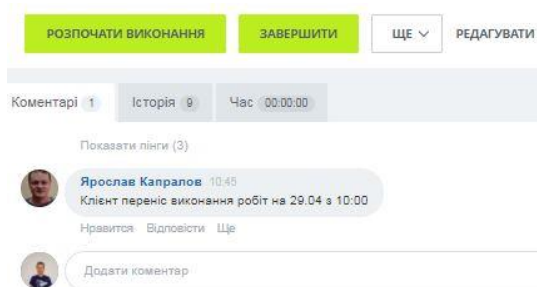 РОЗПОЧАТИ ВИКОНАННЯ ЗАВЕРШИТИ ЩЕ РЕДАГУВАТИ
Коментарі 1 Історія 9 Час 00:00:00
Показати пінги (3)
Ярослав Капралов 10:45
Клієнт переніс виконання робіт на 29.04 з 10:00
Нравится Відповісти Ще
Додати коментар